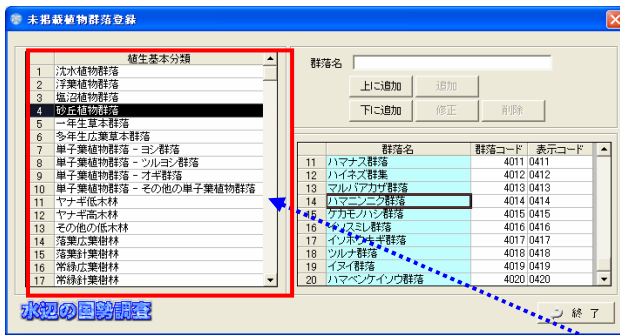 未掲載植物群落登録
植生基本分類
1 沈水植物群落
2 浮葉植物群落
3 塩沼植物群落
4 砂丘植物群落
5 一年生草本群落
6 多年生広葉草本群落
7 単子葉植物群落 - ヨシ群落
8 単子葉植物群落 - ツルヨシ群落
9 単子葉植物群落 - オギ群落
10 単子葉植物群落 - その他の単子葉植物群落
11 ヤナギ低木林
12 ヤナギ高木林
13 その他の低木林
14 落葉広葉樹林
15 落葉針葉樹林
16 常緑広葉樹林
17 常緑針葉樹林
群落名
上に追加 追加
下に追加 修正 削除
群落名 群落コード 表示コード
11 ハマナス群落 4011 0411
12 ハイネズ群集 4012 0412
13 マルバアカザ群落 4013 0413
14 ハマニンニク群落 4014 0414
15 ケカモノハシ群落 4015 0415
16 イソスミレ群落 4016 0416
17 イソホウキギ群落 4017 0417
18 ツルナ群落 4018 0418
19 イヌイ群落 4019 0419
20 ハマベンケイソウ群落 4020 0420
水辺の国勢調査
終 了